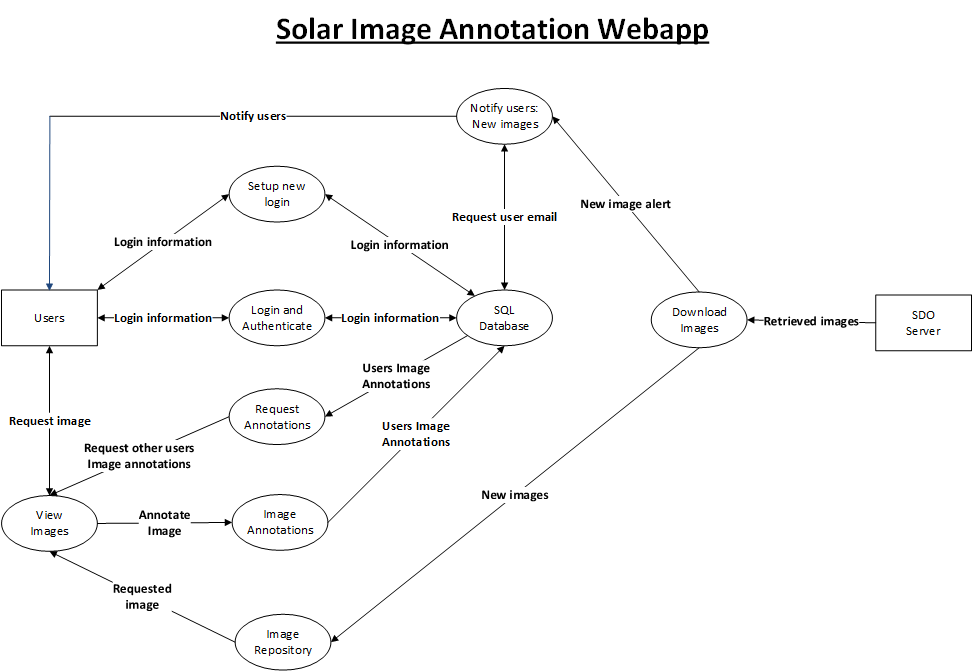 Solar Image Annotation Webapp
Notify users:
New images
Notify users
Setup new
login
New image alert
Request user email
Login information
Login information
Users
Login information
Login and
Authenticate
Login information
SQL
Database
Download
Images
Retrieved images
SDO
Server
Users Image
Annotations
Request
Annotations
Request image
Users Image
Annotations
Request other users
Image annotations
New images
View
Images
Annotate
Image
Image
Annotations
Requested
image
Image
Repository